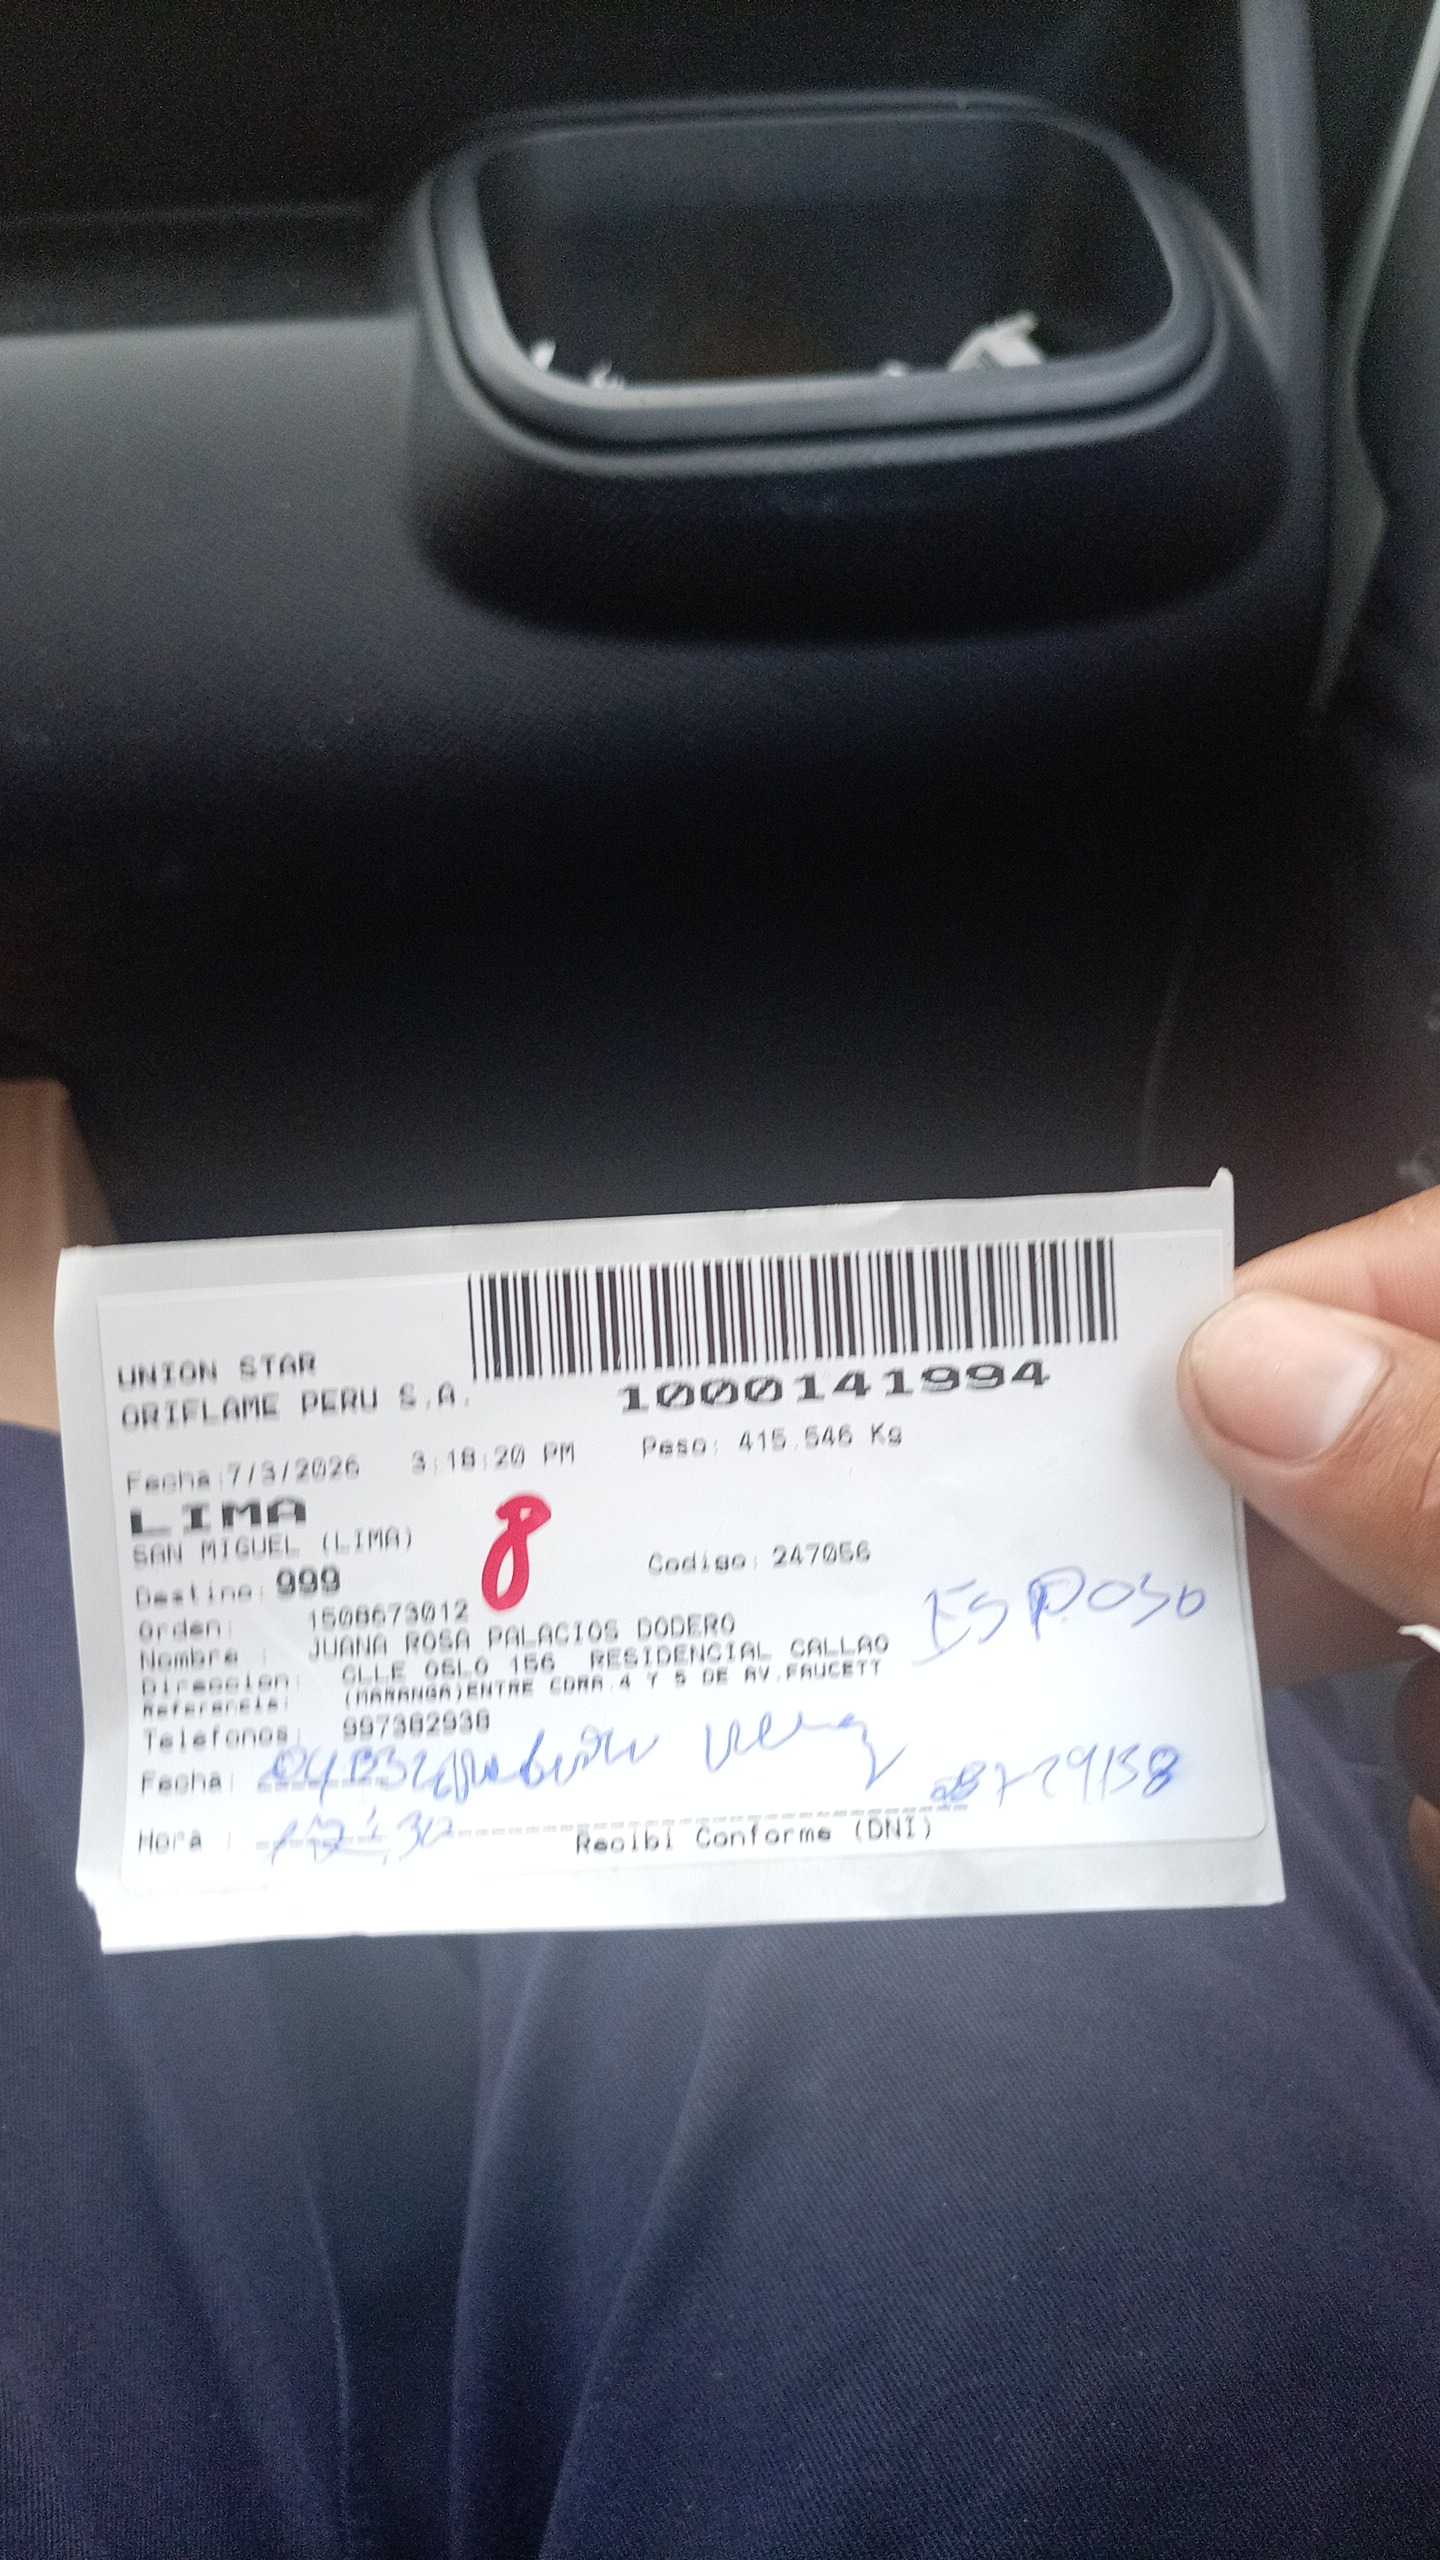 UNION STAR
ORIFLAME PERU S.A.
1000141994
Fecha:7/3/2026 3:18:20 PM Peso: 415.546 Kg
LIMA
SAN MIGUEL (LIMA)
8
Destino: 999 Codigo: 247056
Orden: 1508673012
Nombre : JUANA ROSA PALACIOS DODERO
ESPOSO
Direccion: CLLE OSLO 156 RESIDENCIAL CALLAO
Referencia: (MARANGA)ENTRE CDRA.4 Y 5 DE AV.FAUCETT
Telefonos: 997382938
Fecha:
Hora : 12:30
Recibi Conforme (DNI)